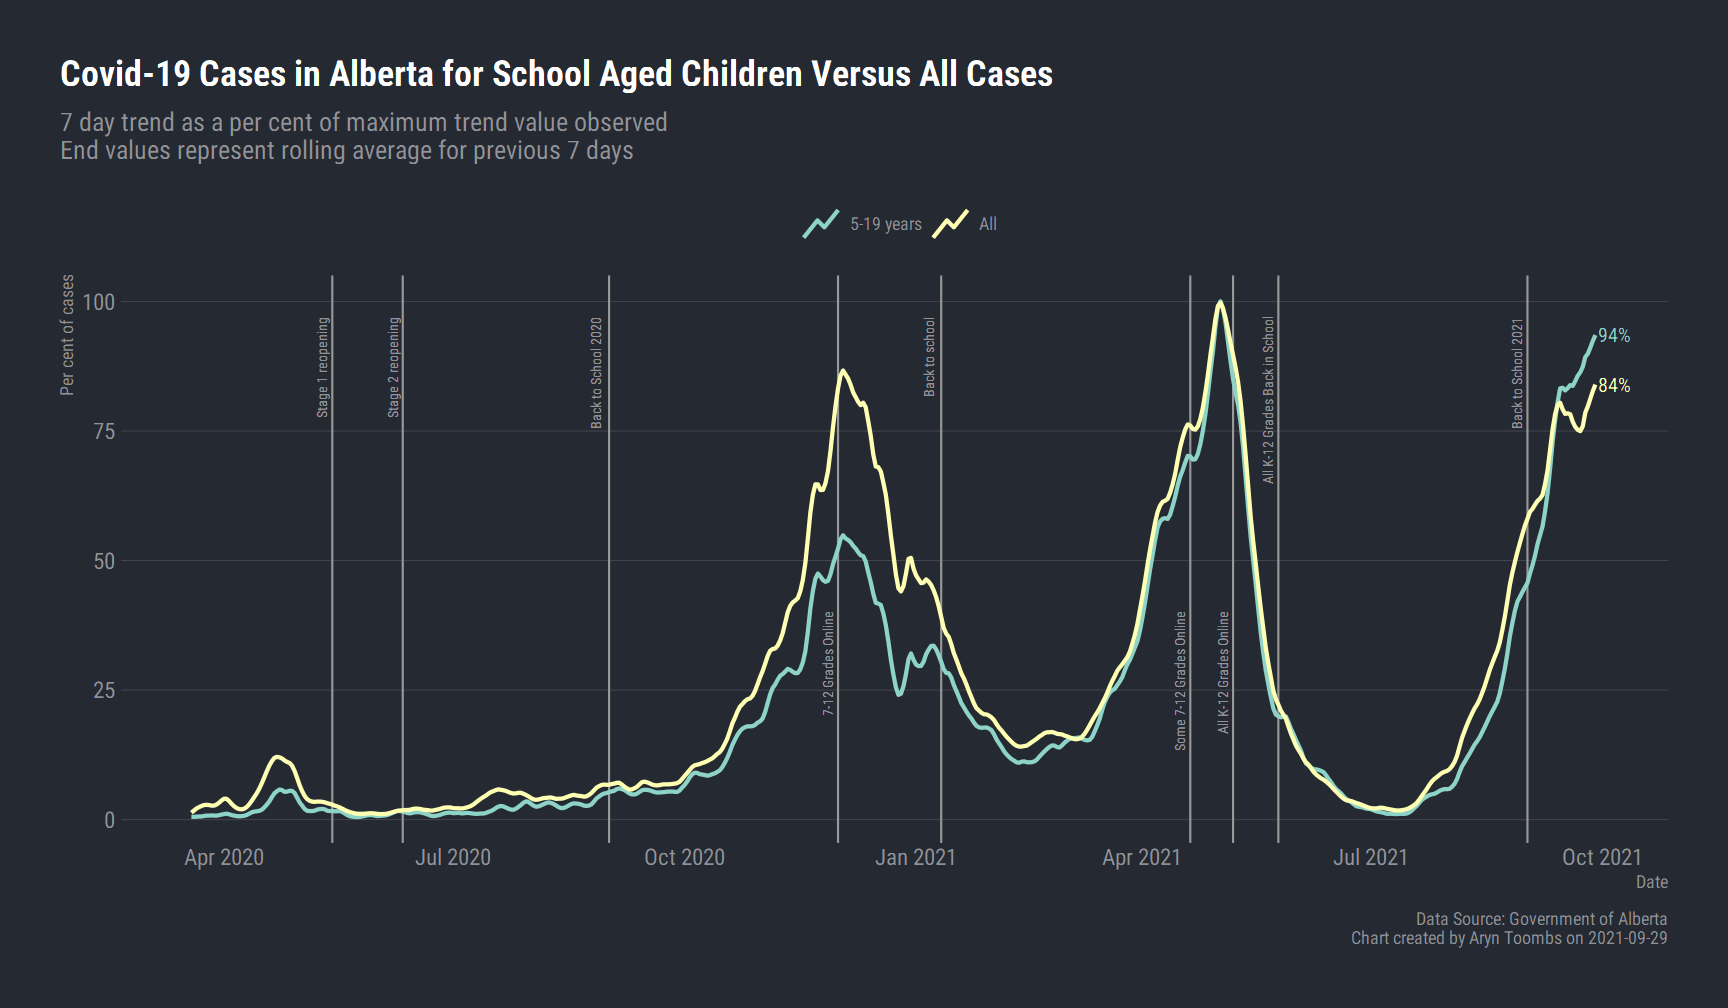 Covid-19 Cases in Alberta for School Aged Children Versus All Cases
7 day trend as a per cent of maximum trend value observed
End values represent rolling average for previous 7 days
5-19 years
All
Per cent of cases
100
75
50
25
0
Stage 1 reopening
Stage 2 reopening
Back to School 2020
7-12 Grades Online
Back to school
Some 7-12 Grades Online
All K-12 Grades Online
All K-12 Grades Back in School
Back to School 2021
94%
84%
Apr 2020
Jul 2020
Oct 2020
Jan 2021
Apr 2021
Jul 2021
Oct 2021
Date
Data Source: Government of Alberta
Chart created by Aryn Toombs on 2021-09-29